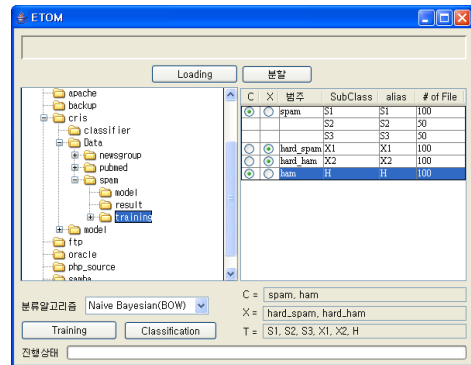 ETOM
Loading
분할
apache
backup
cris
classifier
Data
newsgroup
pubmed
spam
model
result
training
model
ftp
oracle
php_source
samba
C X 범주 SubClass alias # of File
spam S1 S1 100
S2 S2 50
S3 S3 50
hard_spam X1 X1 100
hard_ham X2 X2 100
ham H H 100
분류알고리즘 Naive Bayesian(BOW)
Training
Classification
C = spam, ham
X = hard_spam, hard_ham
T = S1, S2, S3, X1, X2, H
진행상태